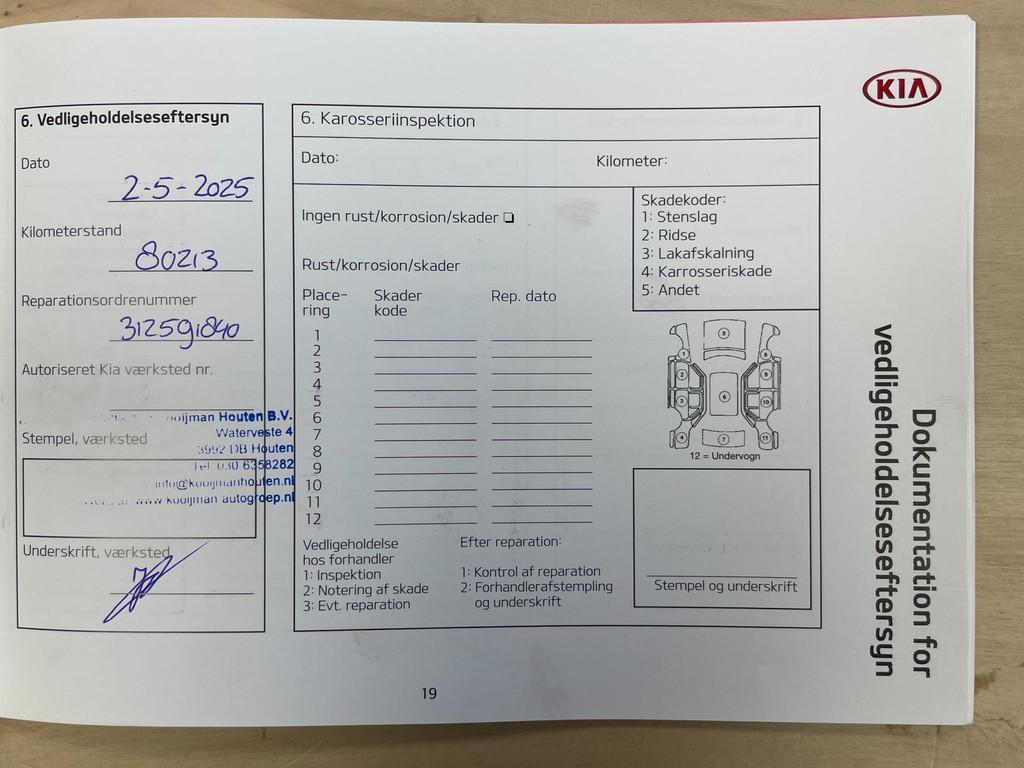 KIA
Dokumentation for
vedligeholdelseseftersyn
6. Vedligeholdelseseftersyn
Dato
2-5-2025
Kilometerstand
80213
Reparationsordrenummer
312591840
Autoriseret Kia værksted nr.
Houten B.V.
Waterveste 4
Stempel, værksted
3992 DB Houten
Tel 030 6358282
info@kooijmanhouten.nl
www kooijman autogroep.nl
Underskrift, værksted
6. Karosseriinspektion
Dato:
Kilometer:
Ingen rust/korrosion/skader
Rust/korrosion/skader
Skadekoder:
1: Stenslag
2: Ridse
3: Lakafskalning
4: Karrosseriskade
5: Andet
Place-
ring
Skader
kode
Rep. dato
1
2
3
4
5
6
7
8
9
10
11
12
12 = Undervogn
Vedligeholdelse
hos forhandler
1: Inspektion
2: Notering af skade
3: Evt. reparation
Efter reparation:
1: Kontrol af reparation
2: Forhandlerafstempling
og underskrift
Stempel og underskrift
19